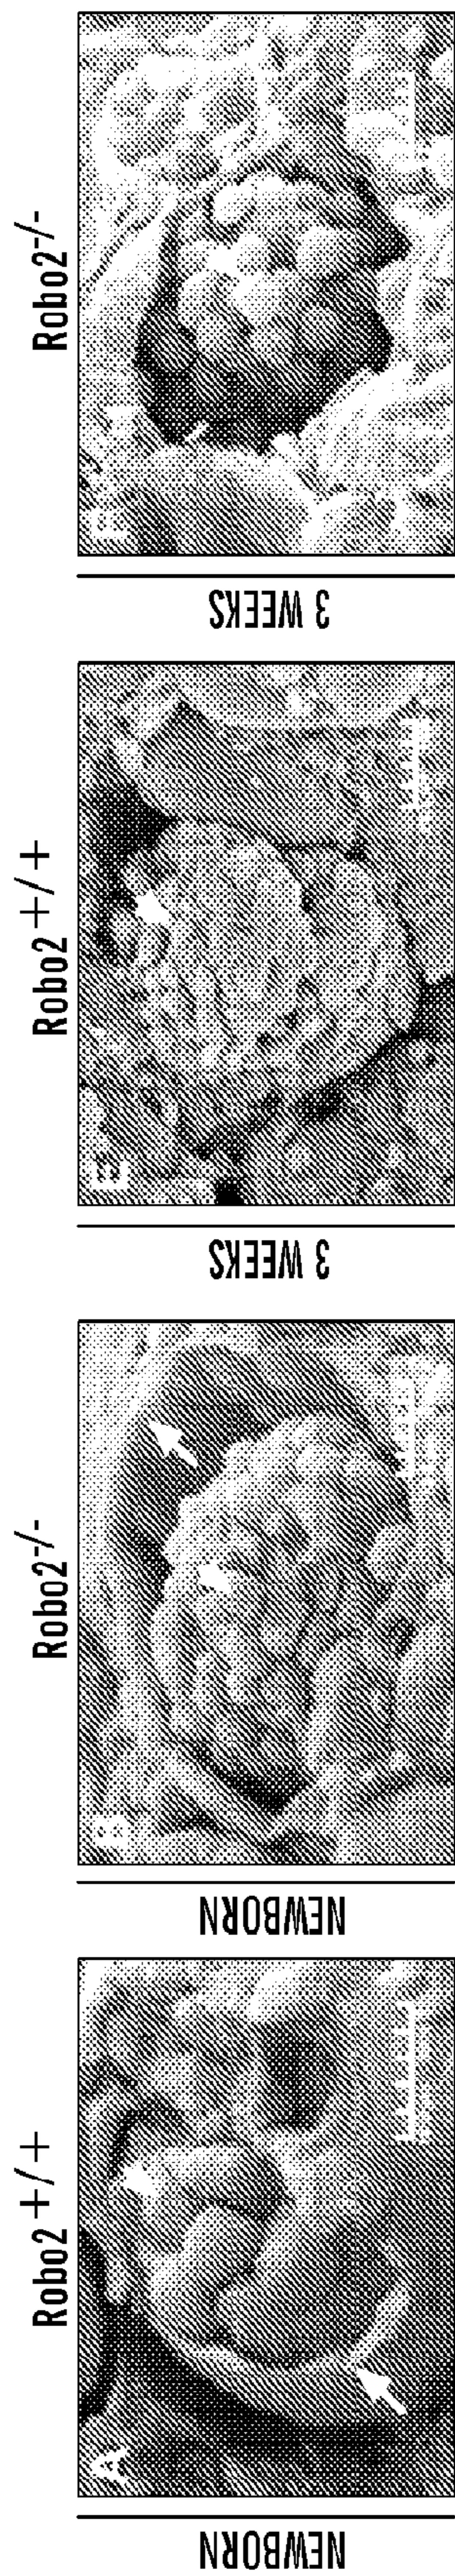 Robo2 +/+
NEWBORN
A
Robo2-/-
NEWBORN
B
Robo2 +/+
3 WEEKS
E
Robo2-/-
3 WEEKS